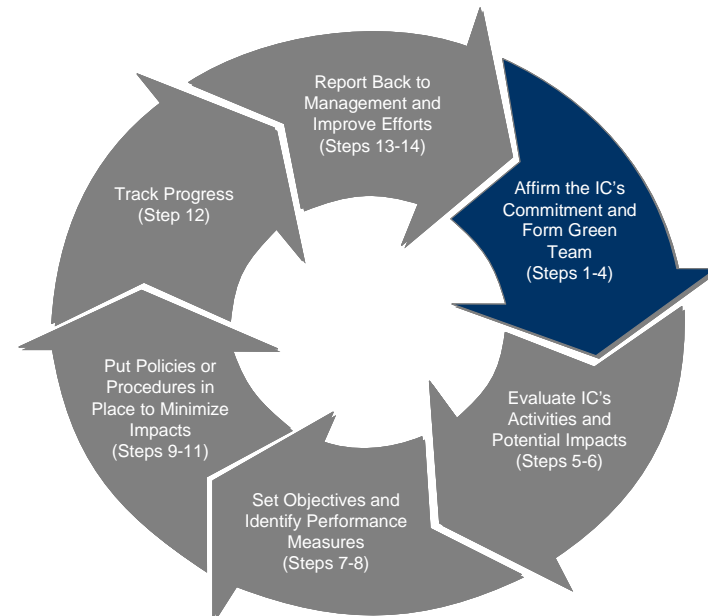 Report Back to
Management and
Improve Efforts
(Steps 13-14)
Affirm the IC's
Commitment and
Form Green
Team
(Steps 1-4)
Evaluate IC's
Activities and
Potential Impacts
(Steps 5-6)
Set Objectives and
Identify Performance
Measures
(Steps 7-8)
Put Policies or
Procedures in
Place to Minimize
Impacts
(Steps 9-11)
Track Progress
(Step 12)